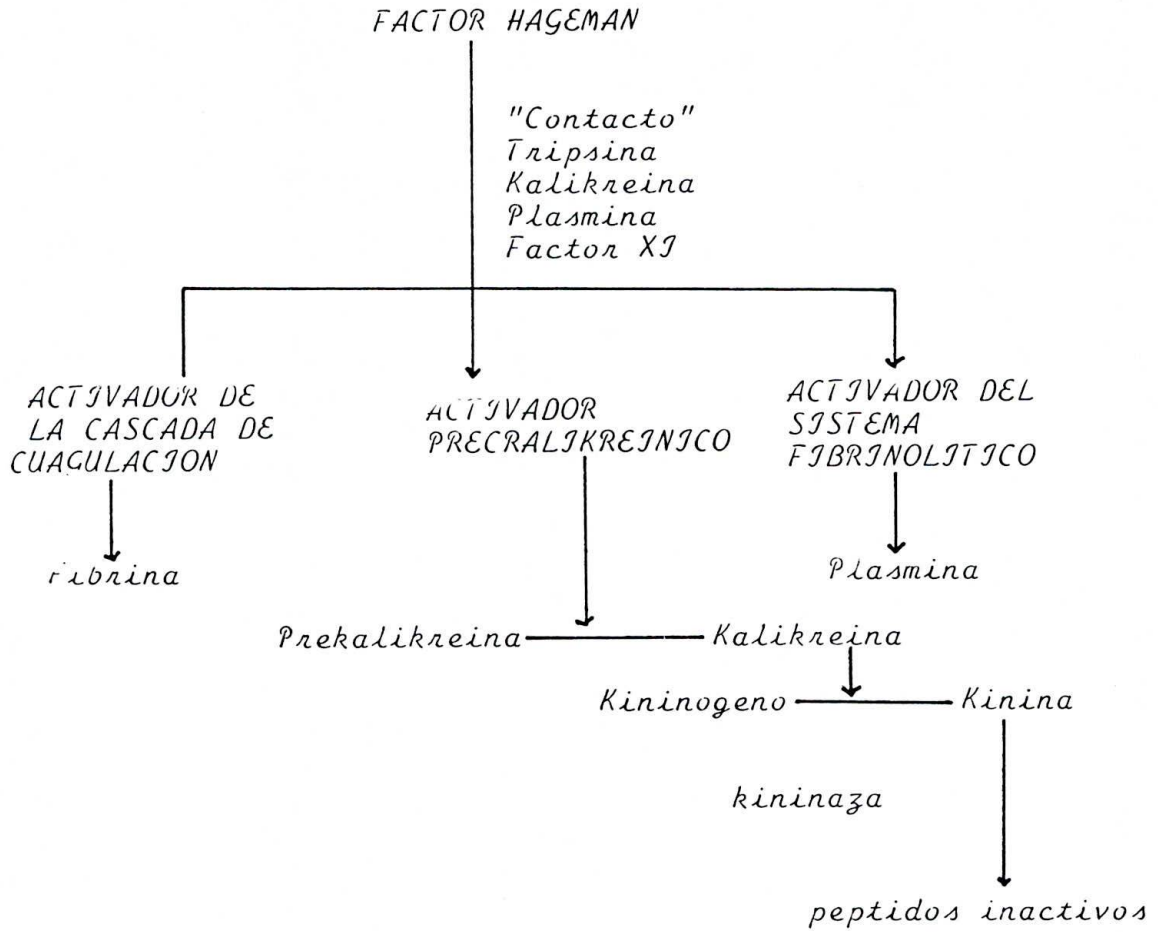 FACTOR HAGEMAN
"Contacto"
Tripsina
Kalikreina
Plasmina
Factor XI
ACTIVADOR DE
LA CASCADA DE
CUAGULACION
ACTIVADOR
PRECRALIKREINICO
ACTIVADOR DEL
SISTEMA
FIBRINOLITICO
Fibrina
Plasmina
Prekalikreina Kalikreina
Kininogeno Kinina
kininaza
peptidos inactivos